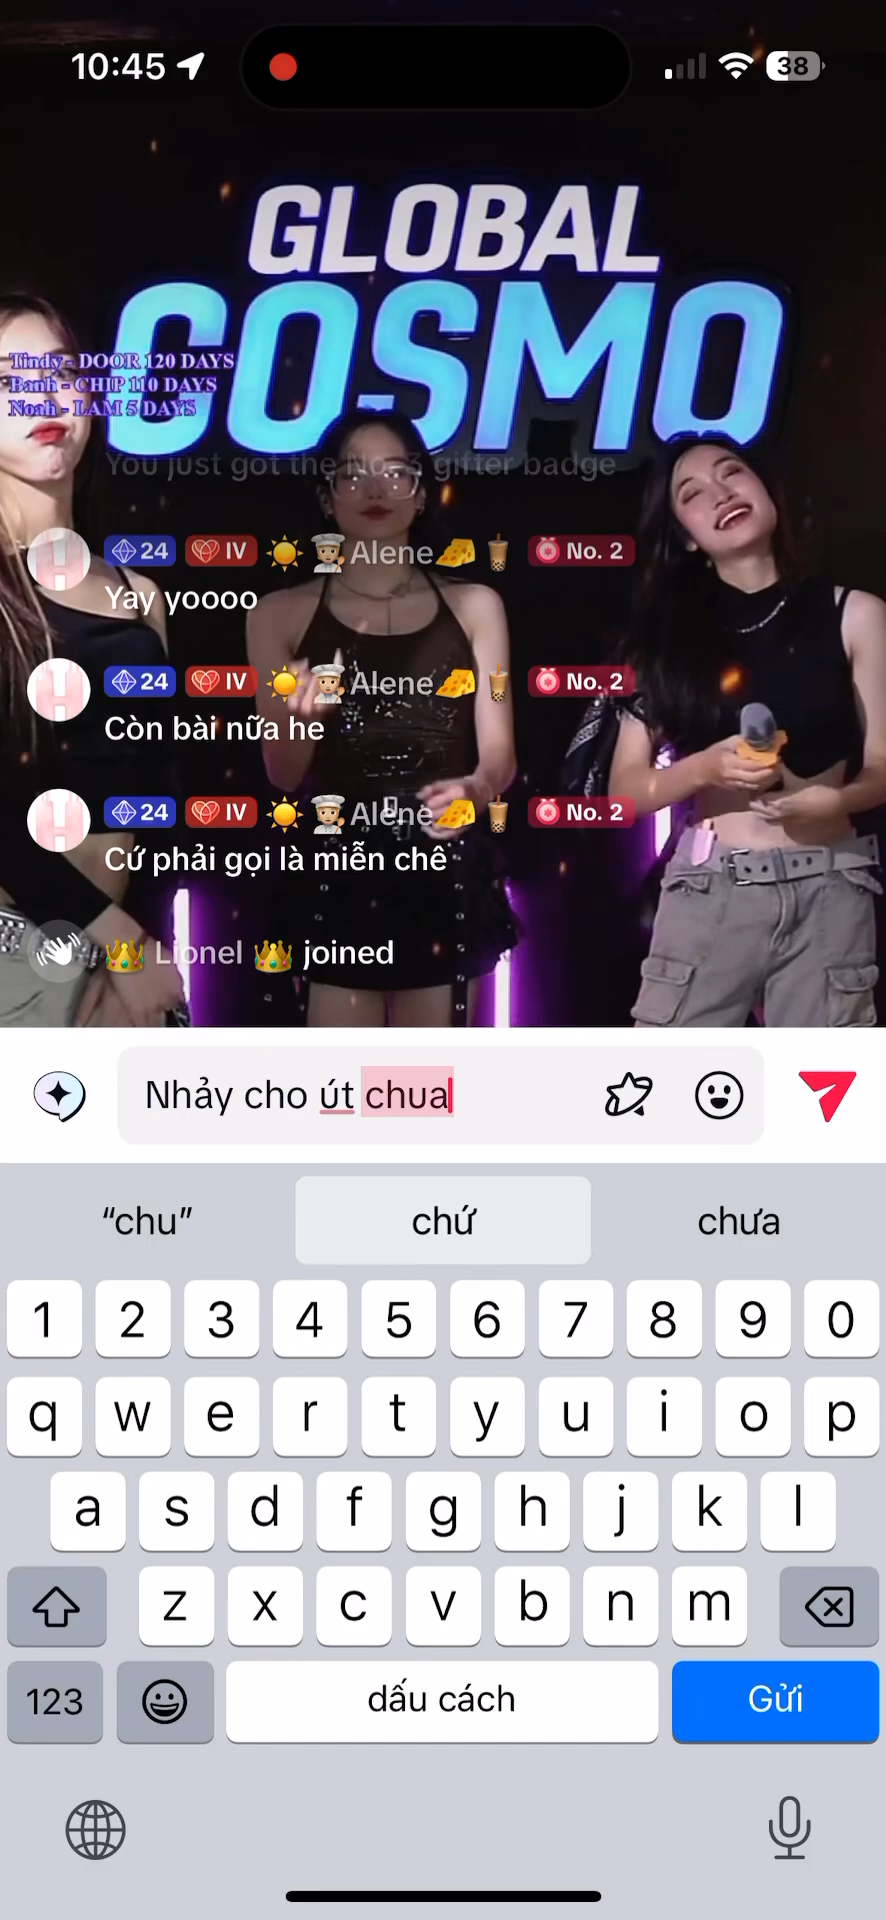 10:45
38
GLOBAL
COSMO
Tindy - DOOR 120 DAYS
Banh - CHIP 110 DAYS
Noah - LAM 5 DAYS
You just got the No. 3 gifter badge
24 IV ☀️👨🏼‍🍳Alene🧀🧋 No. 2
Yay yoooo
24 IV ☀️👨🏼‍🍳Alene🧀🧋 No. 2
Còn bài nữa he
24 IV ☀️👨🏼‍🍳Alene🧀🧋 No. 2
Cứ phải gọi là miễn chê
👑 Lionel 👑 joined
Nhảy cho út chua
“chu” chứ chưa
1 2 3 4 5 6 7 8 9 0
q w e r t y u i o p
a s d f g h j k l
z x c v b n m
123 dấu cách Gửi